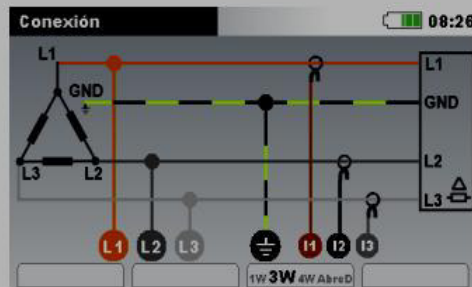 Conexión 08:26
L1 L1
GND GND
L3 L2 L2
L3
L1 L2 L3 I1 I2 I3
1W 3W 4W AbreD